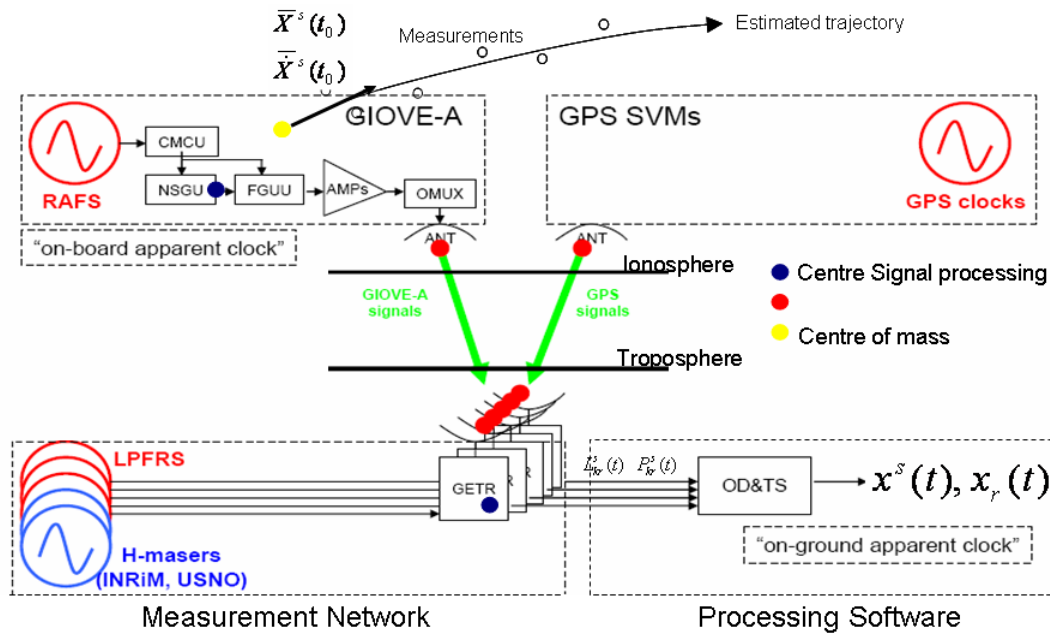 X̄ˢ(t₀)
Ẋ̄ˢ(t₀)
Measurements
Estimated trajectory
GIOVE-A
GPS SVMs
CMCU
NSGU
FGUU
AMPs
OMUX
RAFS
GPS clocks
"on-board apparent clock"
ANT
ANT
Ionosphere
GIOVE-A
signals
GPS
signals
Centre Signal processing
Centre of mass
Troposphere
LPFRS
GETR
R
R
H-masers
(INRiM, USNO)
Lˢₖᵣ(t) Pˢₖᵣ(t)
OD&TS
xˢ(t), xᵣ(t)
"on-ground apparent clock"
Measurement Network
Processing Software